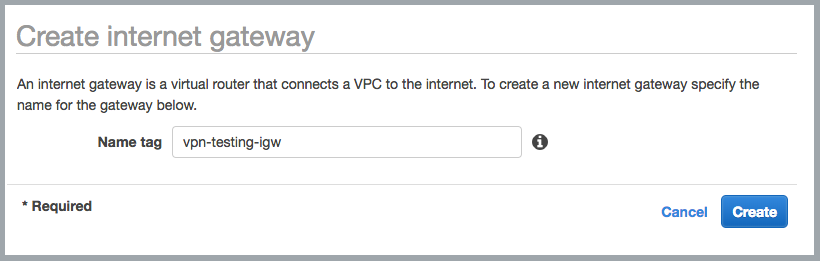 Create internet gateway
An internet gateway is a virtual router that connects a VPC to the internet. To create a new internet gateway specify the
name for the gateway below.
Name tag vpn-testing-igw
* Required Cancel Create